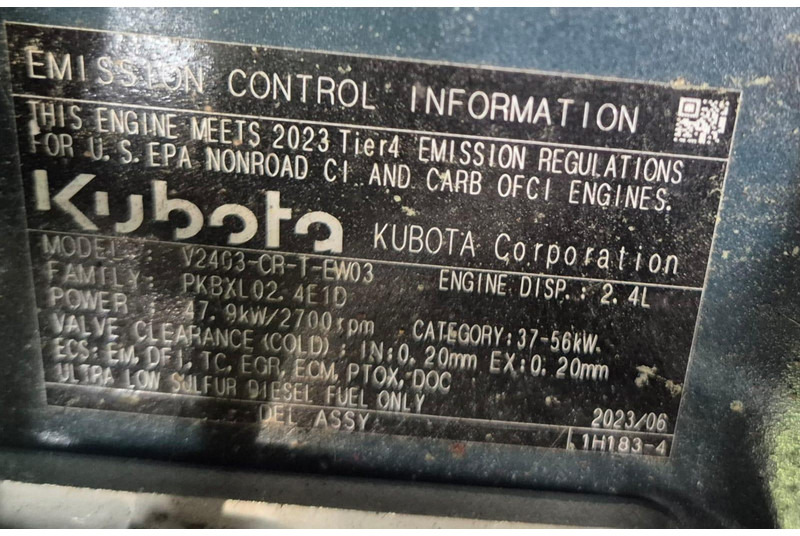 EMISSION CONTROL INFORMATION
THIS ENGINE MEETS 2023 Tier4 EMISSION REGULATIONS
FOR U.S.EPA NONROAD CI AND CARB OFCI ENGINES.
Kubota KUBOTA Corporation
MODEL: V2403-CR-T-EW03
FAMILY: PKBXL02.4E1D ENGINE DISP.: 2.4L
POWER : 47.9kW/2700rpm CATEGORY: 37-56kW.
VALVE CLEARANCE (COLD) : IN:0.20mm EX:0.20mm
ECS: EM, DFI, TC, EGR, ECM, PTOX, DOC
ULTRA LOW SULFUR DIESEL FUEL ONLY
DEL ASSY 2023/06
1H183-4